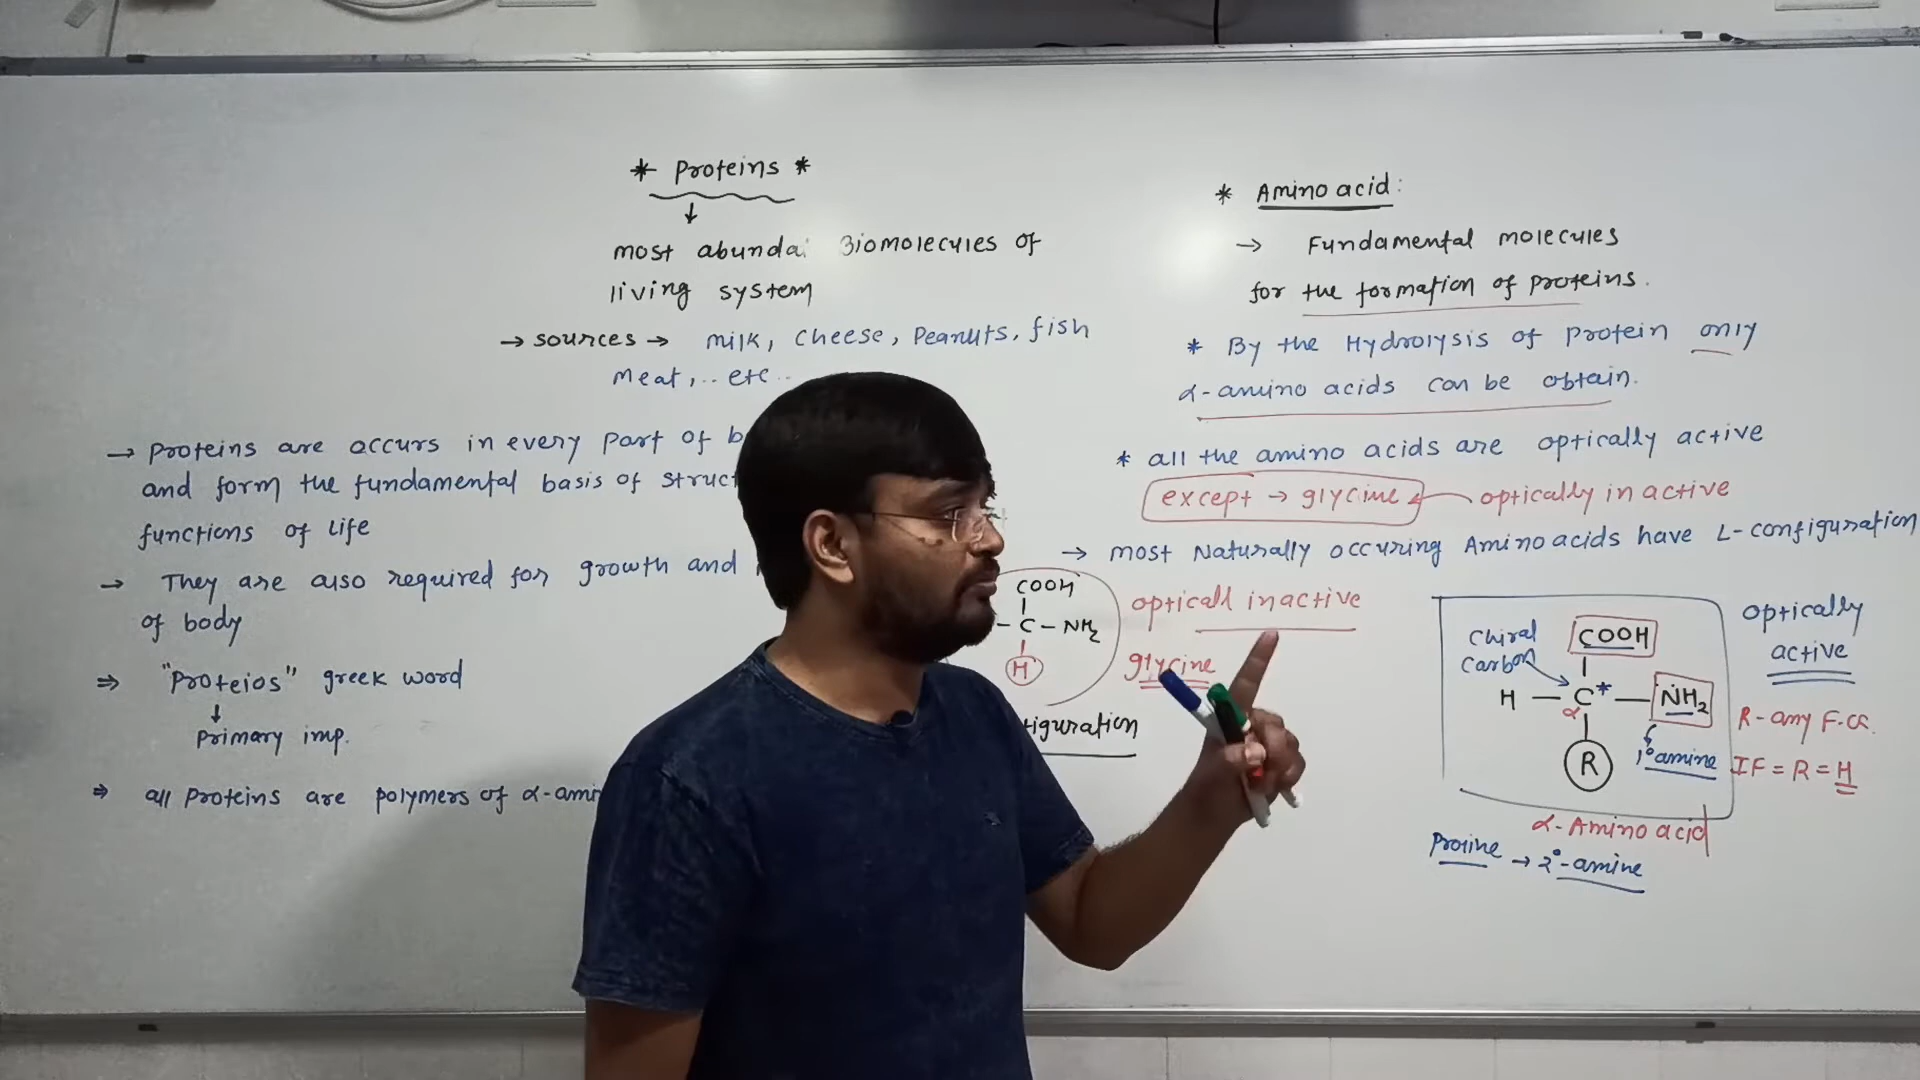 * Proteins *
↓
most abunda Biomolecules of
living system
→ sources → milk, cheese, Peanuts, fish
meat,.. etc..
→ Proteins are occurs in every part of b
and form the fundamental basis of struct
functions of life
→ They are also required for growth and
of body
⇒ "Proteios" greek word
↓
Primary imp.
⇒ all Proteins are polymers of α-ami
* Amino acid:
→ Fundamental molecules
for the formation of proteins.
* By the Hydrolysis of protein only
α-amino acids can be obtain.
* all the amino acids are optically active
except → glycine ← optically inactive
→ most Naturally occuring Amino acids have L-configuration
COOH
– C – NH2
H
opticall inactive
glycine
iguration
Chiral
carbon
COOH
H – C* – NH2
α
R
1° amine
α-Amino acid
Proline → 2°-amine
optically
active
R-any F.G.
IF = R = H